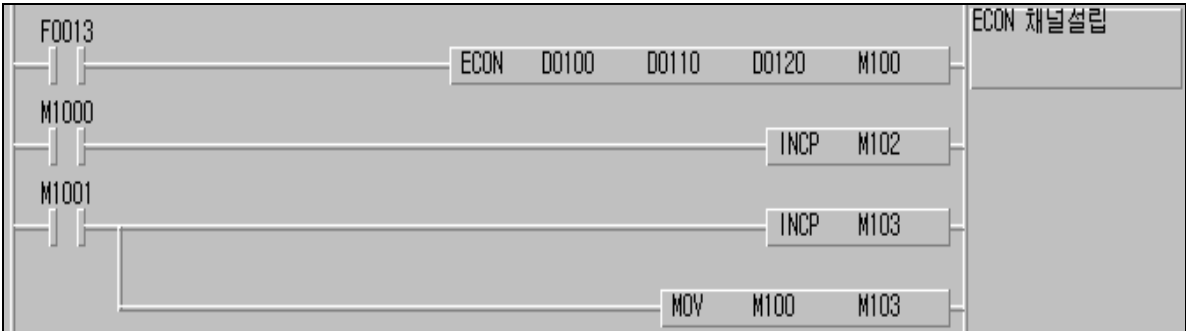 F0013
ECON D0100 D0110 D0120 M100
ECON 채널설립
M1000
INCP M102
M1001
INCP M103
MOV M100 M103